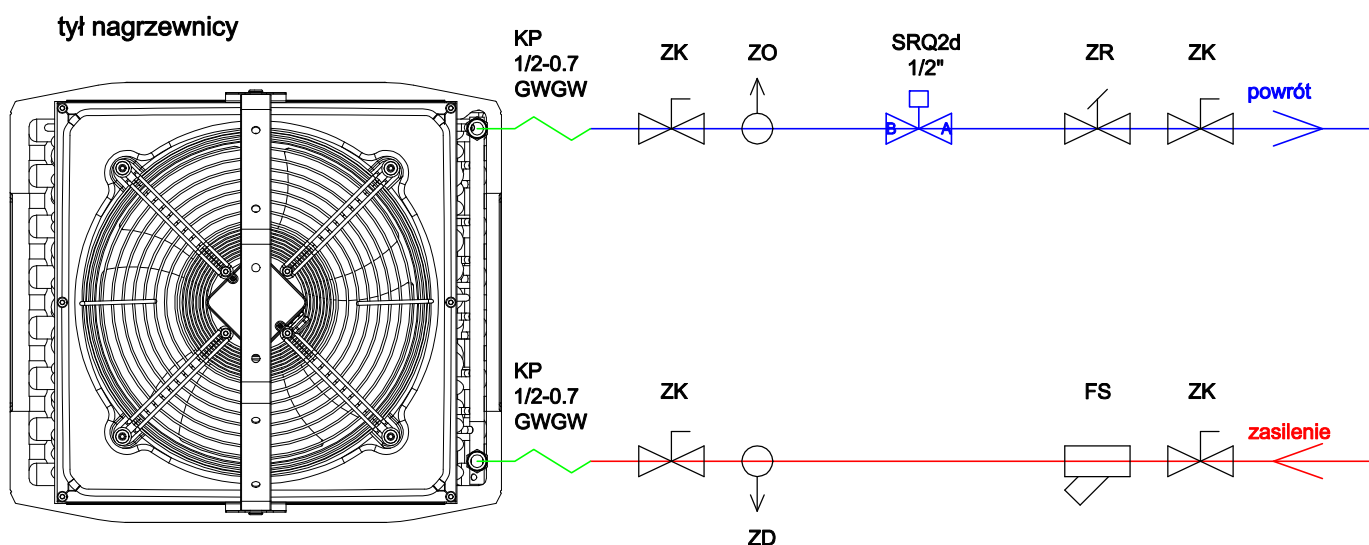 tył nagrzewnicy
KP
1/2-0.7
GWGW
ZK
ZO
SRQ2d
1/2"
ZR
ZK
powrót
B
A
KP
1/2-0.7
GWGW
ZK
FS
ZK
zasilenie
ZD